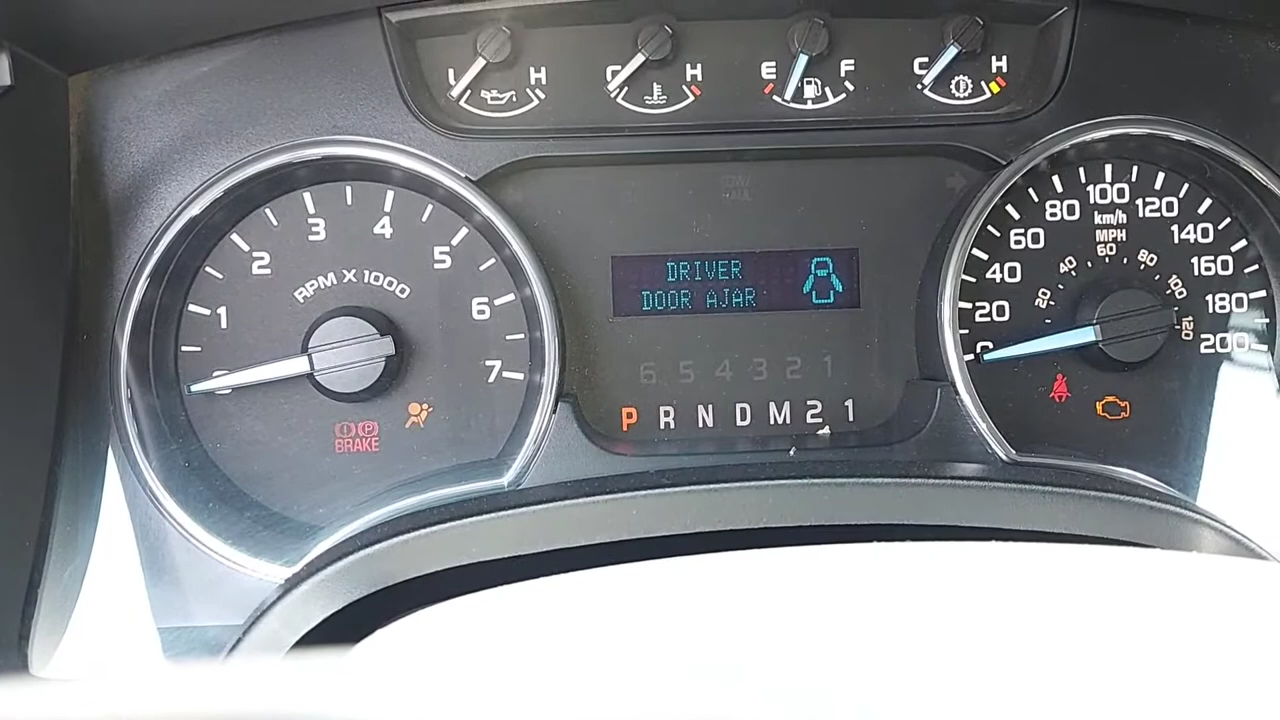 L H
C H
E F
C H
1 2 3 4 5 6 7
RPM X 1000
BRAKE
DRIVER
DOOR AJAR
6 5 4 3 2 1
P R N D M 2 1
0 20 40 60 80 100 120 140 160 180 200
km/h
MPH
20 40 60 80 100 120